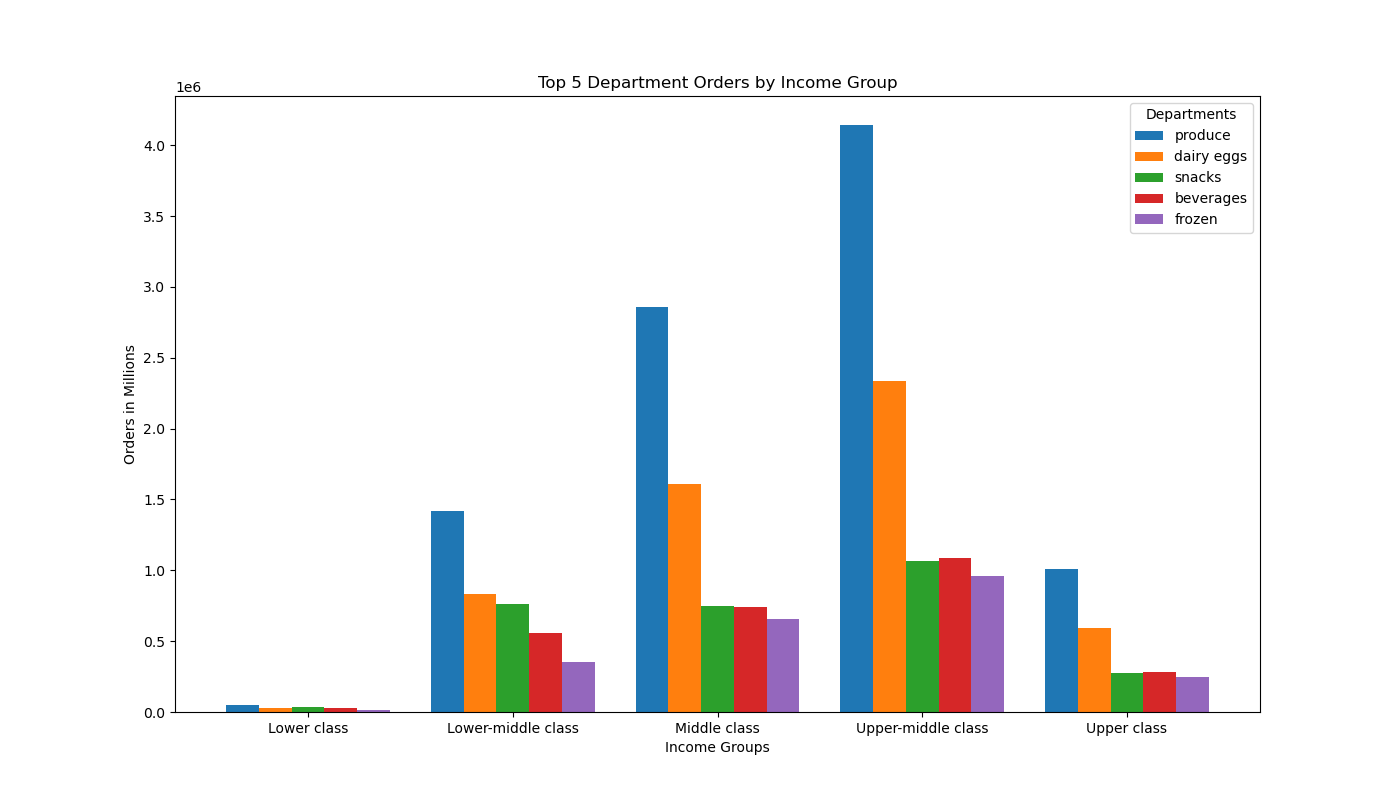 Top 5 Department Orders by Income Group
1e6
Departments
produce
dairy eggs
snacks
beverages
frozen
4.0
3.5
3.0
2.5
2.0
1.5
1.0
0.5
0.0
Orders in Millions
Lower class
Lower-middle class
Middle class
Upper-middle class
Upper class
Income Groups